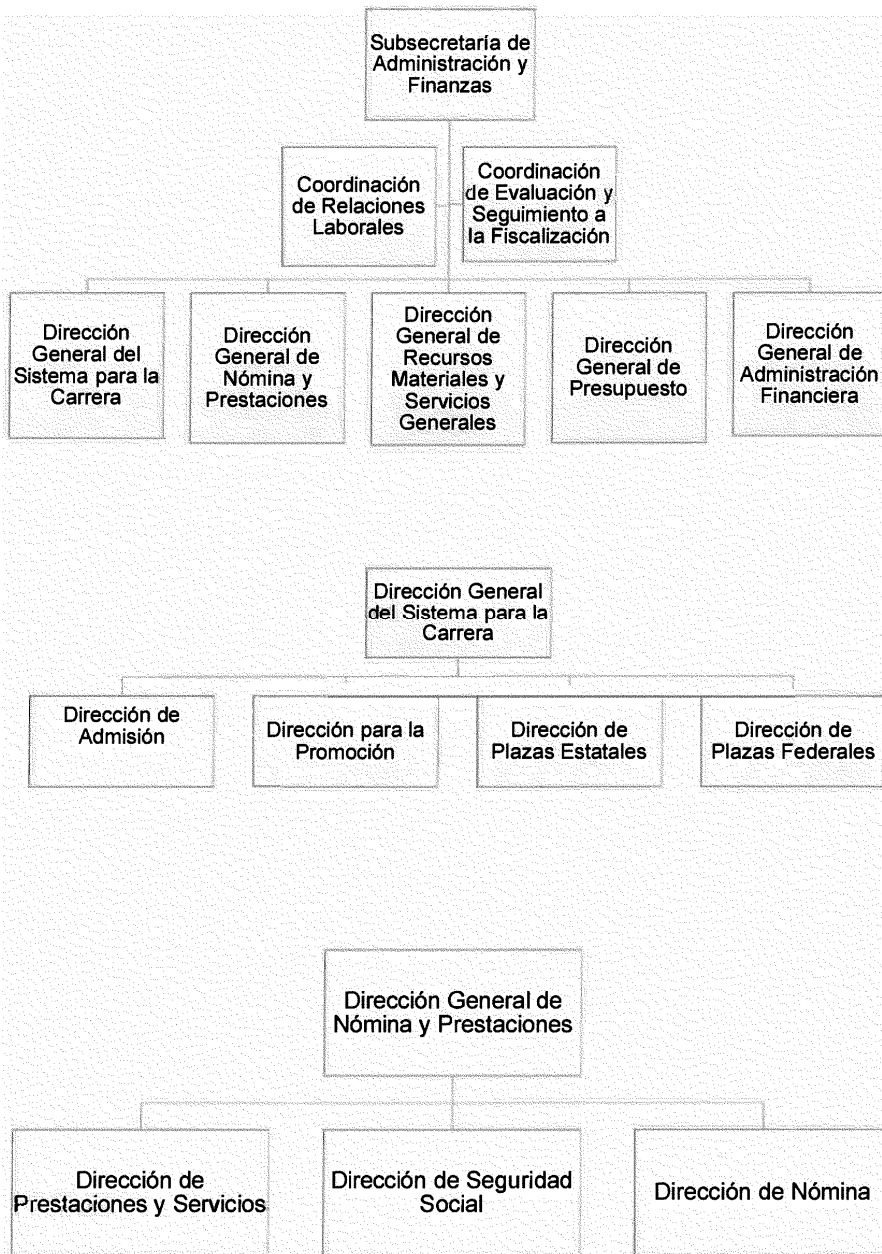 Subsecretaría de
Administración y
Finanzas
Coordinación
de Relaciones
Laborales
Coordinación
de Evaluación y
Seguimiento a
la Fiscalización
Dirección
General del
Sistema para la
Carrera
Dirección
General de
Nómina y
Prestaciones
Dirección
General de
Recursos
Materiales y
Servicios
Generales
Dirección
General de
Presupuesto
Dirección
General de
Administración
Financiera
Dirección General
del Sistema para la
Carrera
Dirección de
Admisión
Dirección para la
Promoción
Dirección de
Plazas Estatales
Dirección de
Plazas Federales
Dirección General de
Nómina y Prestaciones
Dirección de
Prestaciones y Servicios
Dirección de Seguridad
Social
Dirección de Nómina